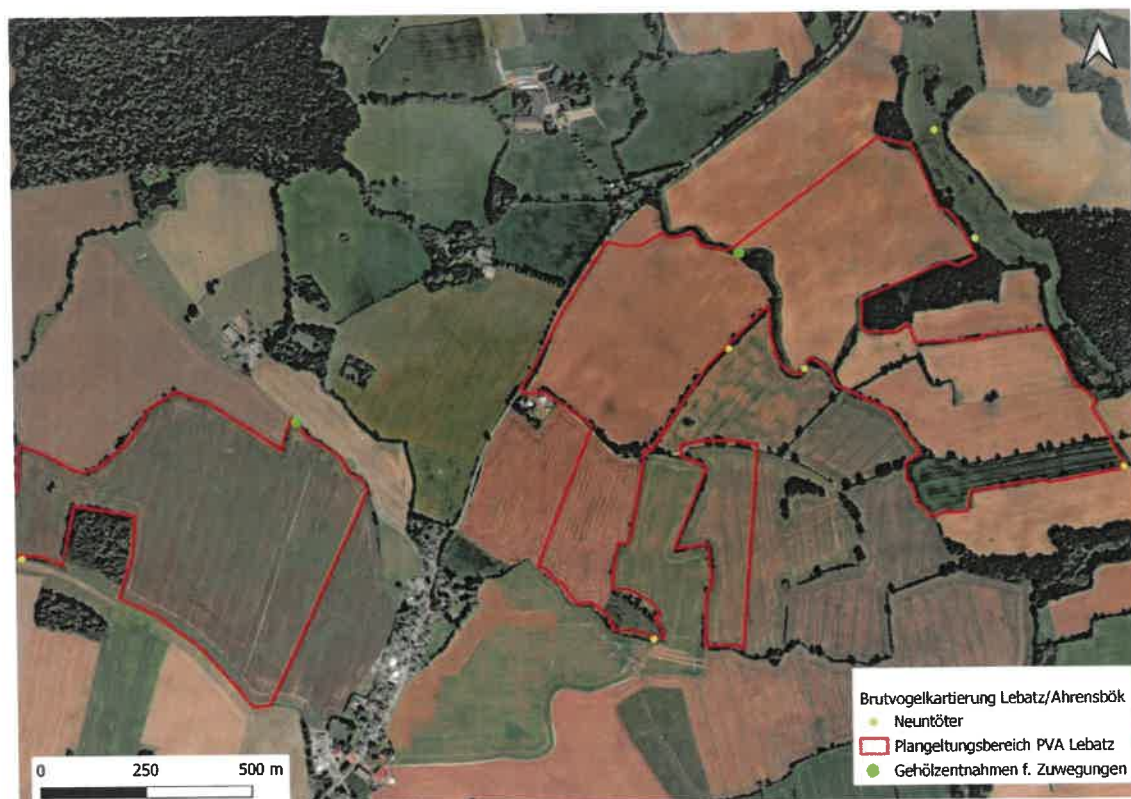 Brutvogelkartierung Lebatz/Ahrensbök
Neuntöter
Plangeltungsbereich PVA Lebatz
Gehölzentnahmen f. Zuwegungen
0 250 500 m